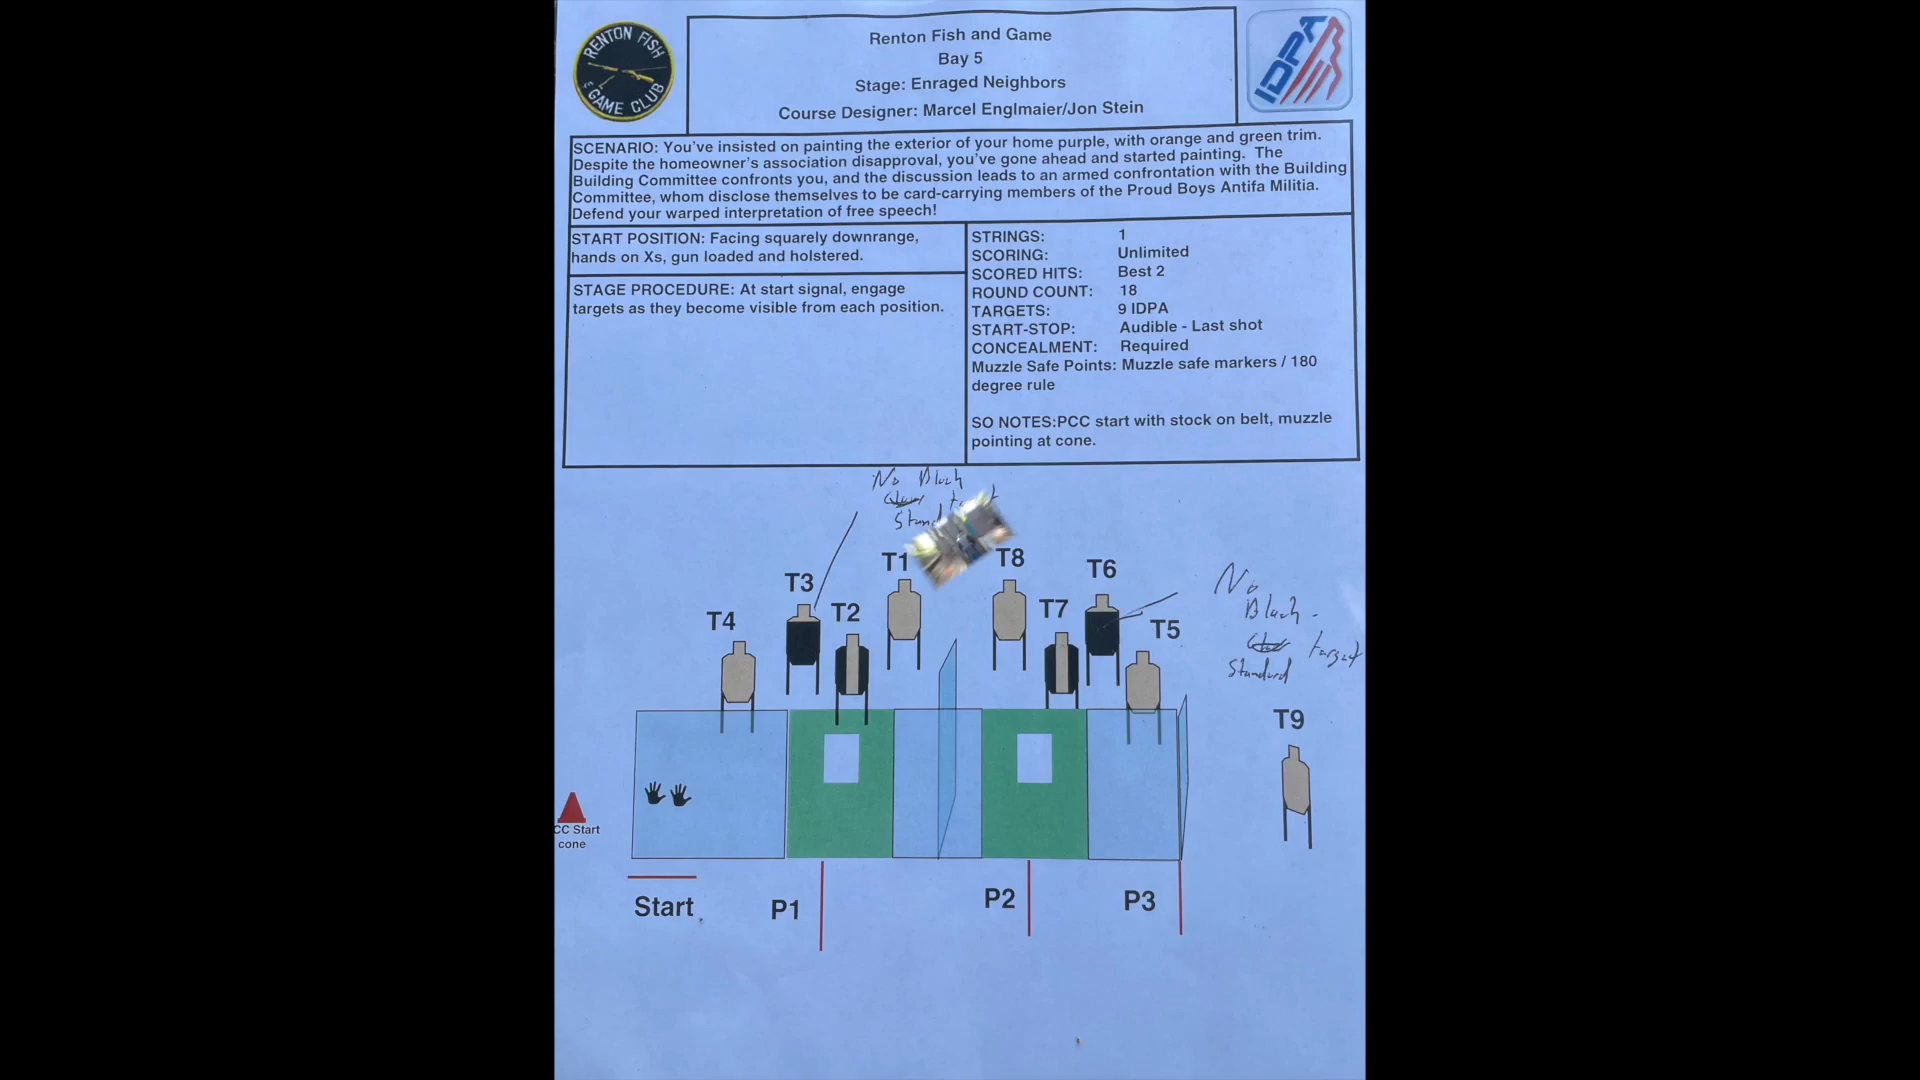 RENTON FISH
& GAME CLUB
Renton Fish and Game
Bay 5
Stage: Enraged Neighbors
Course Designer: Marcel Englmaier/Jon Stein
IDPA
SCENARIO: You've insisted on painting the exterior of your home purple, with orange and green trim.
Despite the homeowner's association disapproval, you've gone ahead and started painting. The
Building Committee confronts you, and the discussion leads to an armed confrontation with the Building
Committee, whom disclose themselves to be card-carrying members of the Proud Boys Antifa Militia.
Defend your warped interpretation of free speech!
START POSITION: Facing squarely downrange,
hands on Xs, gun loaded and holstered.
STAGE PROCEDURE: At start signal, engage
targets as they become visible from each position.
STRINGS: 1
SCORING: Unlimited
SCORED HITS: Best 2
ROUND COUNT: 18
TARGETS: 9 IDPA
START-STOP: Audible - Last shot
CONCEALMENT: Required
Muzzle Safe Points: Muzzle safe markers / 180
degree rule
SO NOTES:PCC start with stock on belt, muzzle
pointing at cone.
No Black
T1
T8
T3
T6
T2
T7
T4
T5
No
Black -
target
Standard
T9
CC Start
cone
Start
P1
P2
P3